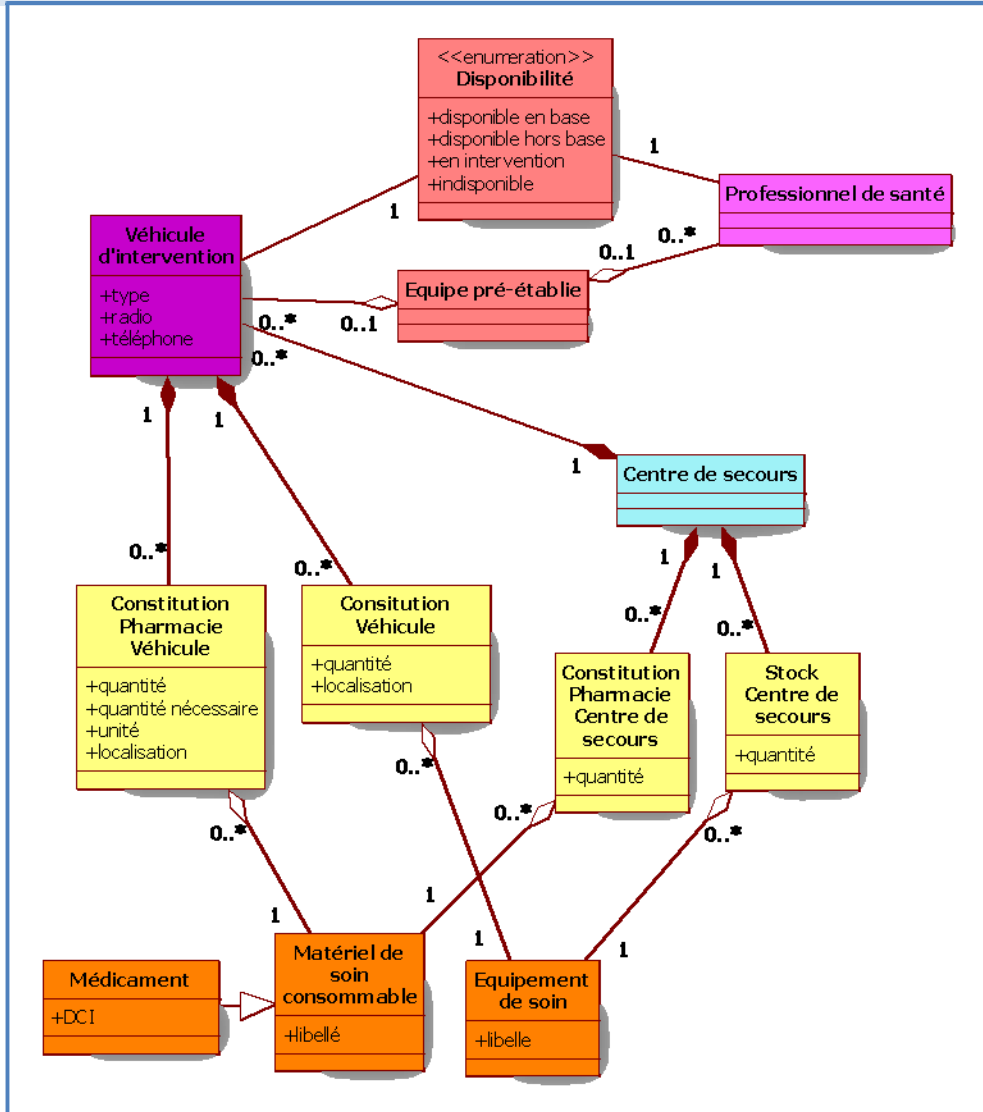 <<enumeration>>
Disponibilité
+disponible en base
+disponible hors base
+en intervention
+indisponible
1
1
Professionnel de santé
Véhicule
d'intervention
+type
+radio
+téléphone
0..*
0..1
Equipe pré-établie
0..1
0..*
0..*
1
Centre de secours
1
1
1
1
0..*
0..*
0..*
0..*
Constitution
Pharmacie
Véhicule
+quantité
+quantité nécessaire
+unité
+localisation
Consitution
Véhicule
+quantité
+localisation
Constitution
Pharmacie
Centre de
secours
+quantité
Stock
Centre de
secours
+quantité
0..*
0..*
0..*
0..*
1
1
1
1
Médicament
+DCI
Matériel de
soin
consommable
+libellé
Equipement
de soin
+libelle